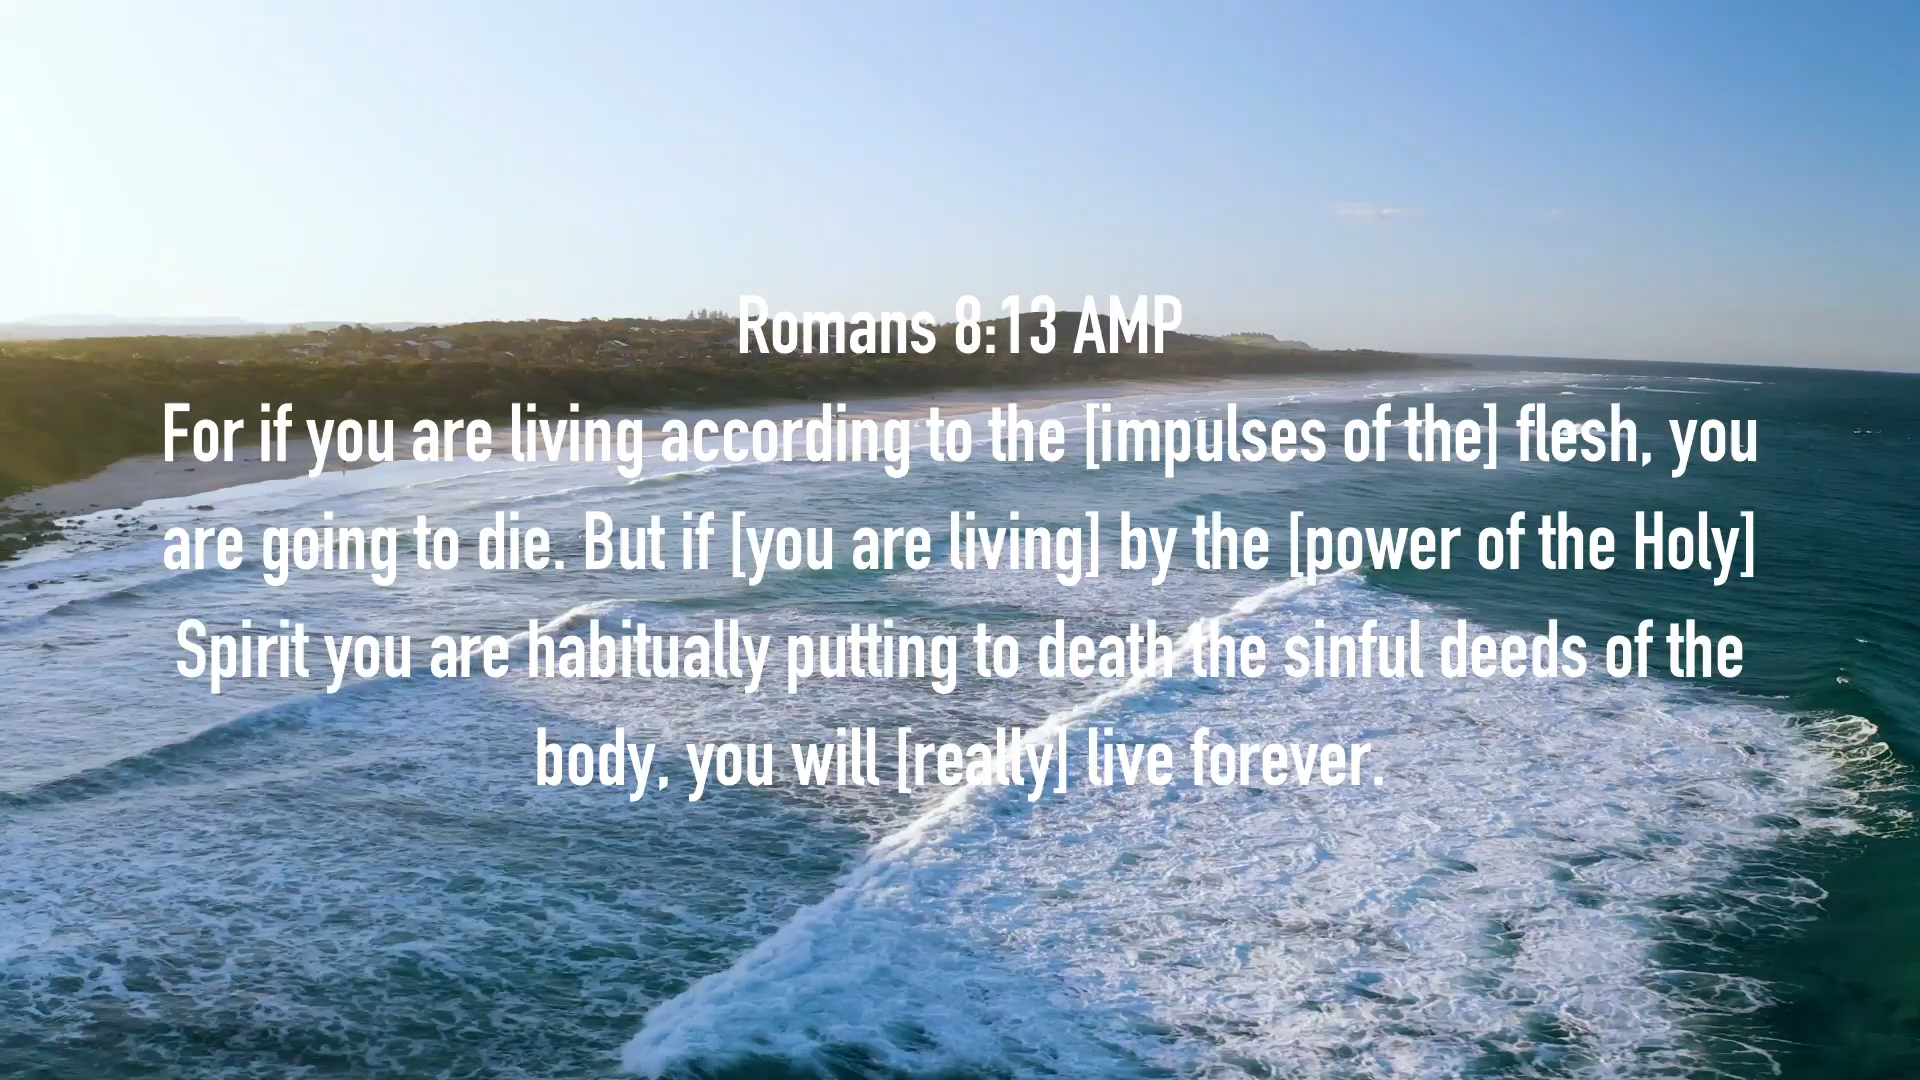 Romans 8:13 AMP
For if you are living according to the [impulses of the] flesh, you
are going to die. But if [you are living] by the [power of the Holy]
Spirit you are habitually putting to death the sinful deeds of the
body, you will [really] live forever.